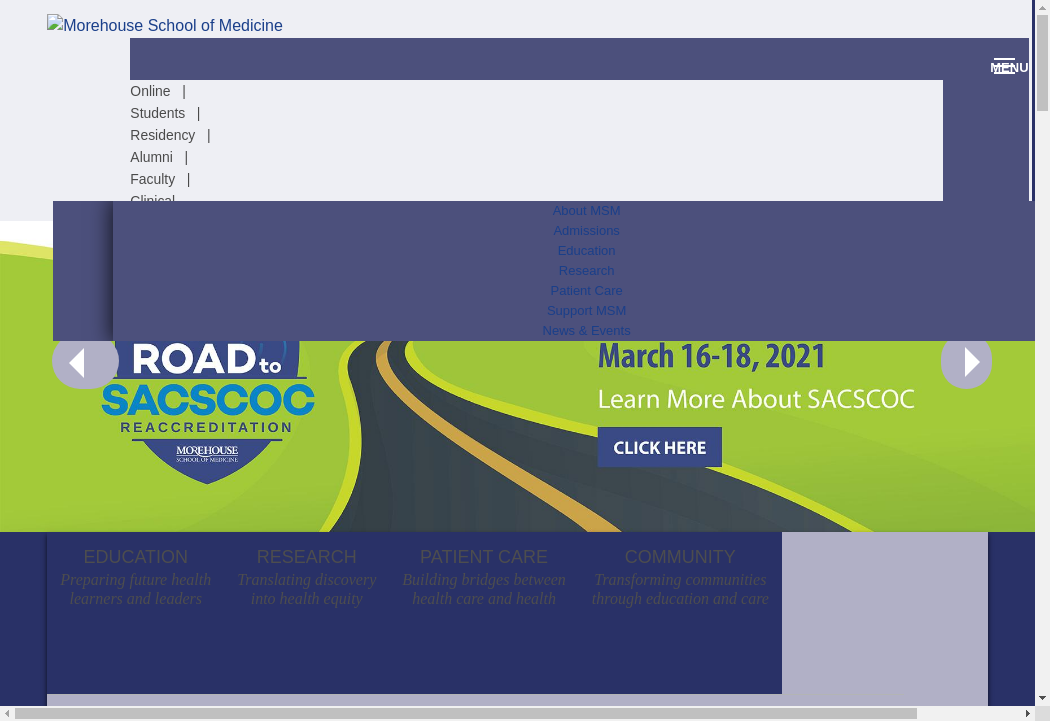 Morehouse School of Medicine
MENU
Online |
Students |
Residency |
Alumni |
Faculty |
Clinical
About MSM
Admissions
Education
Research
Patient Care
Support MSM
News & Events
ROAD to
SACSCOC
REACCREDITATION
MOREHOUSE
SCHOOL OF MEDICINE
March 16-18, 2021
Learn More About SACSCOC
CLICK HERE
EDUCATION
Preparing future health
learners and leaders
RESEARCH
Translating discovery
into health equity
PATIENT CARE
Building bridges between
health care and health
COMMUNITY
Transforming communities
through education and care